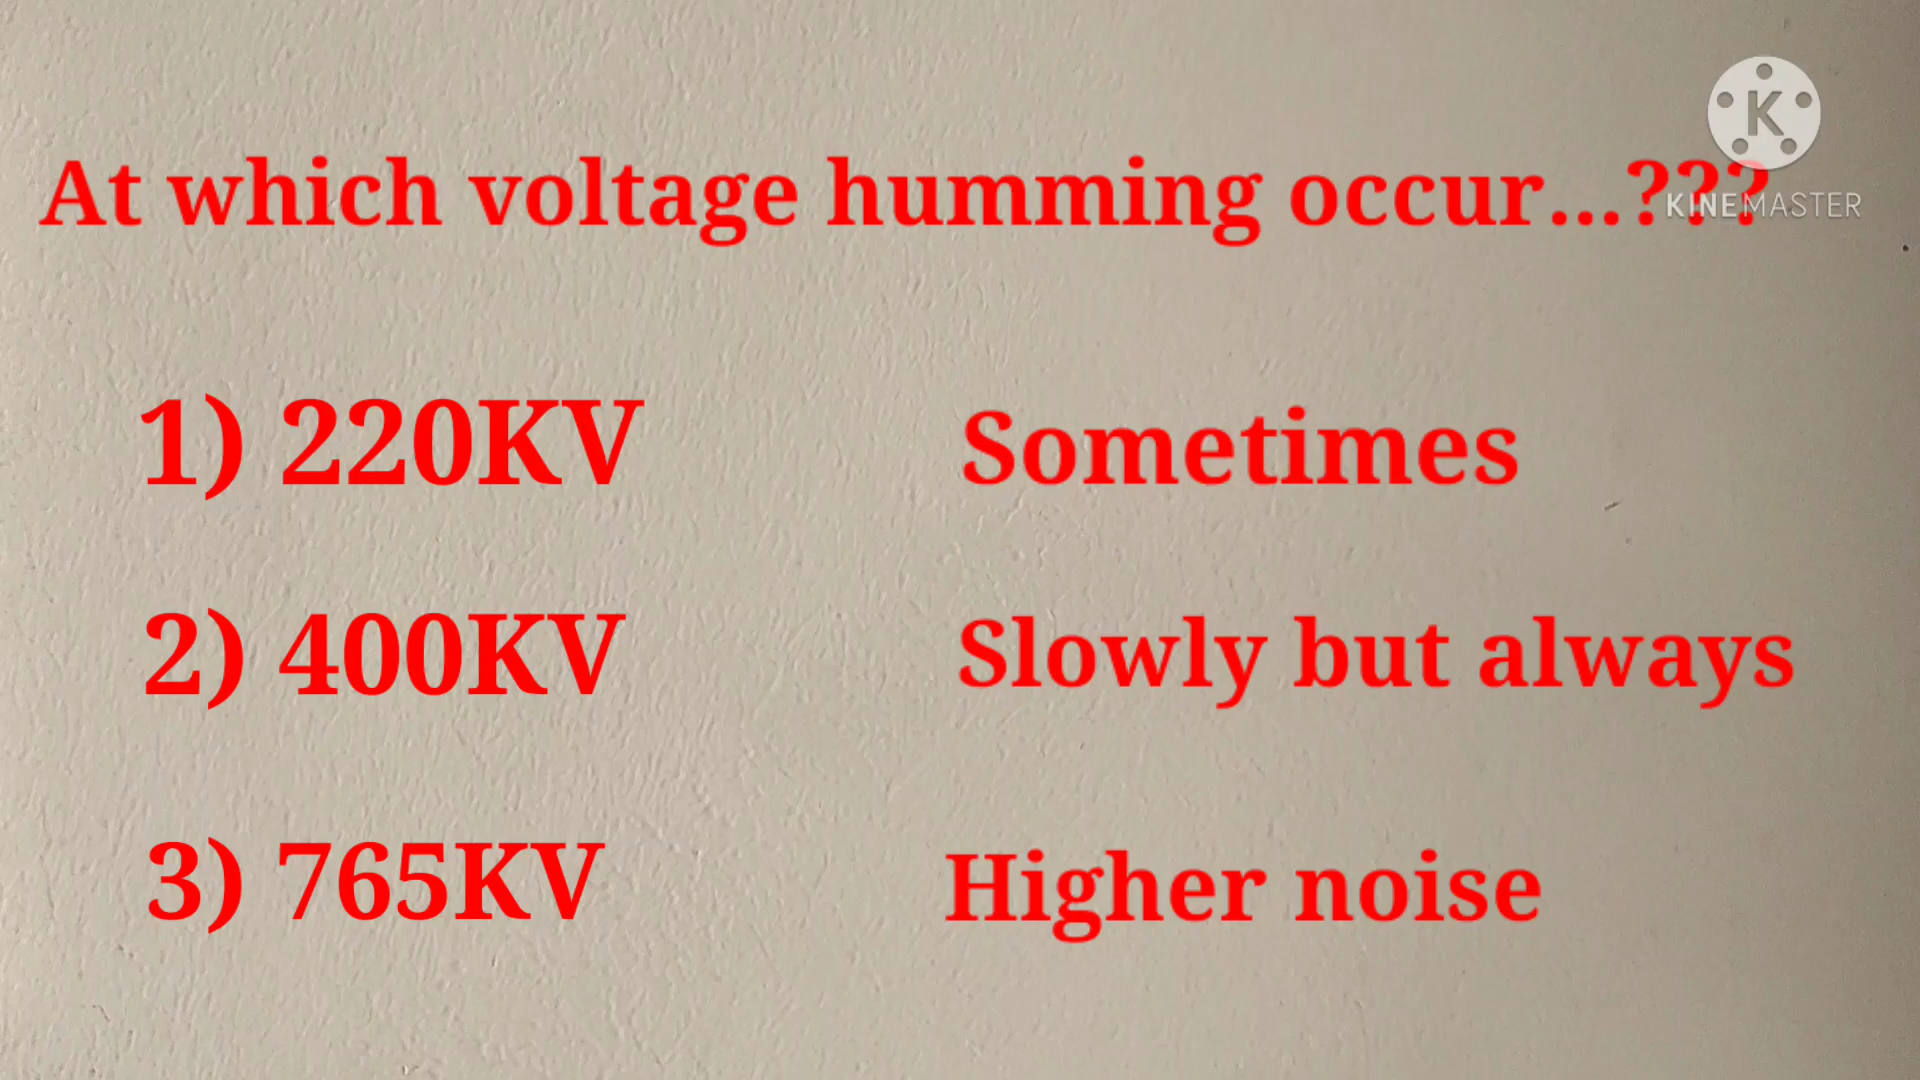 K
KINEMASTER
At which voltage humming occur...???
1) 220KV Sometimes
2) 400KV Slowly but always
3) 765KV Higher noise